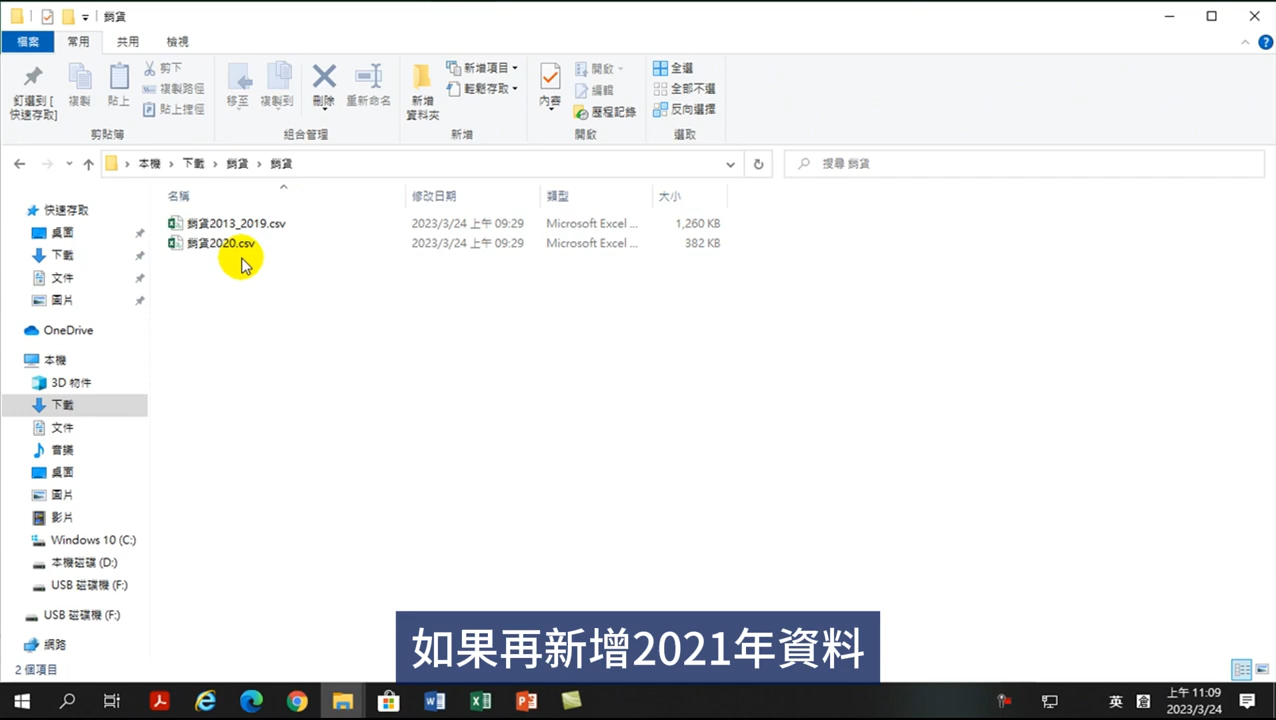 銷貨
檔案 常用 共用 檢視
釘選到 [快速存取]
複製
貼上
剪下
複製路徑
貼上捷徑
剪貼簿
移至
複製到
刪除
重新命名
組合管理
新增
資料夾
新增項目
輕鬆存取
新增
內容
開啟
編輯
歷程記錄
開啟
全選
全部不選
反向選擇
選取
本機 › 下載 › 銷貨 › 銷貨
搜尋 銷貨
名稱 修改日期 類型 大小
銷貨2013_2019.csv 2023/3/24 上午 09:29 Microsoft Excel ... 1,260 KB
銷貨2020.csv 2023/3/24 上午 09:29 Microsoft Excel ... 382 KB
快速存取
桌面
下載
文件
圖片
OneDrive
本機
3D 物件
下載
文件
音樂
桌面
圖片
影片
Windows 10 (C:)
本機磁碟 (D:)
USB 磁碟機 (F:)
USB 磁碟機 (F:)
網路
2 個項目
如果再新增2021年資料
英
上午 11:09
2023/3/24